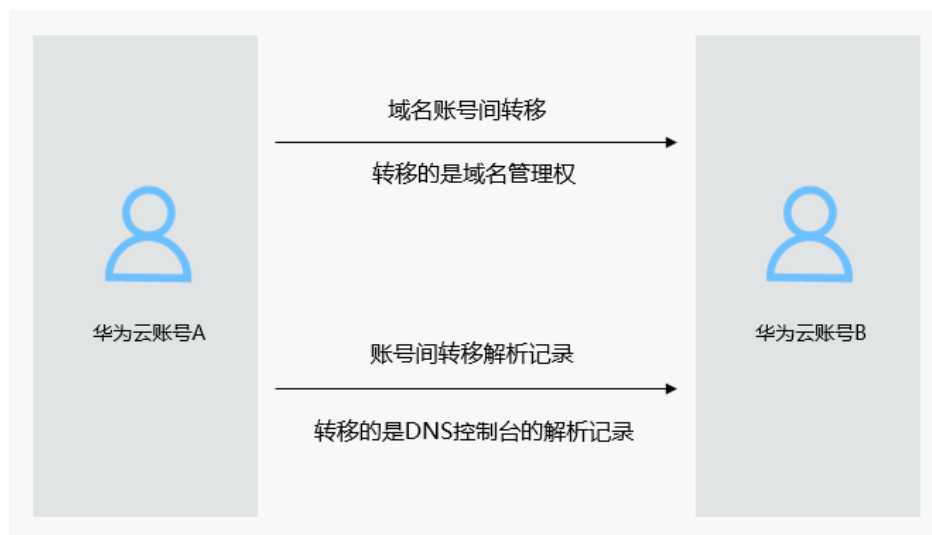 域名账号间转移
转移的是域名管理权
华为云账号A
华为云账号B
账号间转移解析记录
转移的是DNS控制台的解析记录